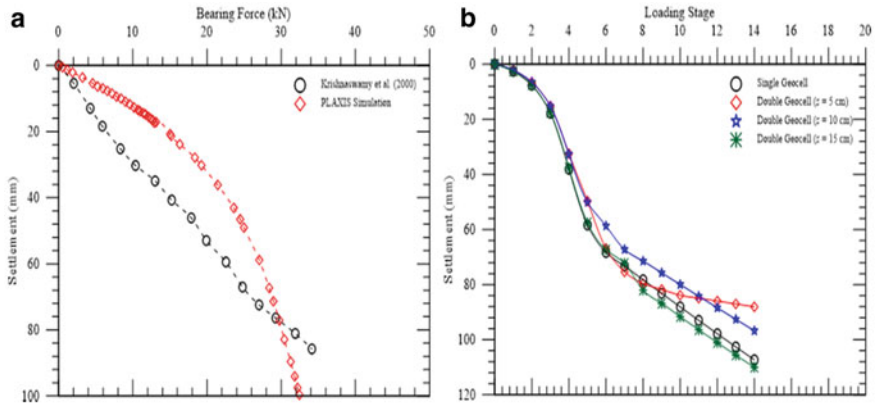 a
Bearing Force (kN)
0 10 20 30 40 50
0
20
40
60
80
100
Settlement (mm)
Krishnaswamy et al. (2000)
PLAXIS Simulation
b
Loading Stage
0 2 4 6 8 10 12 14 16 18
0
20
40
60
80
100
120
Settlement (mm)
Single Geocell
Double Geocell (z = 5 cm)
Double Geocell (z = 10 cm)
Double Geocell (z = 15 cm)